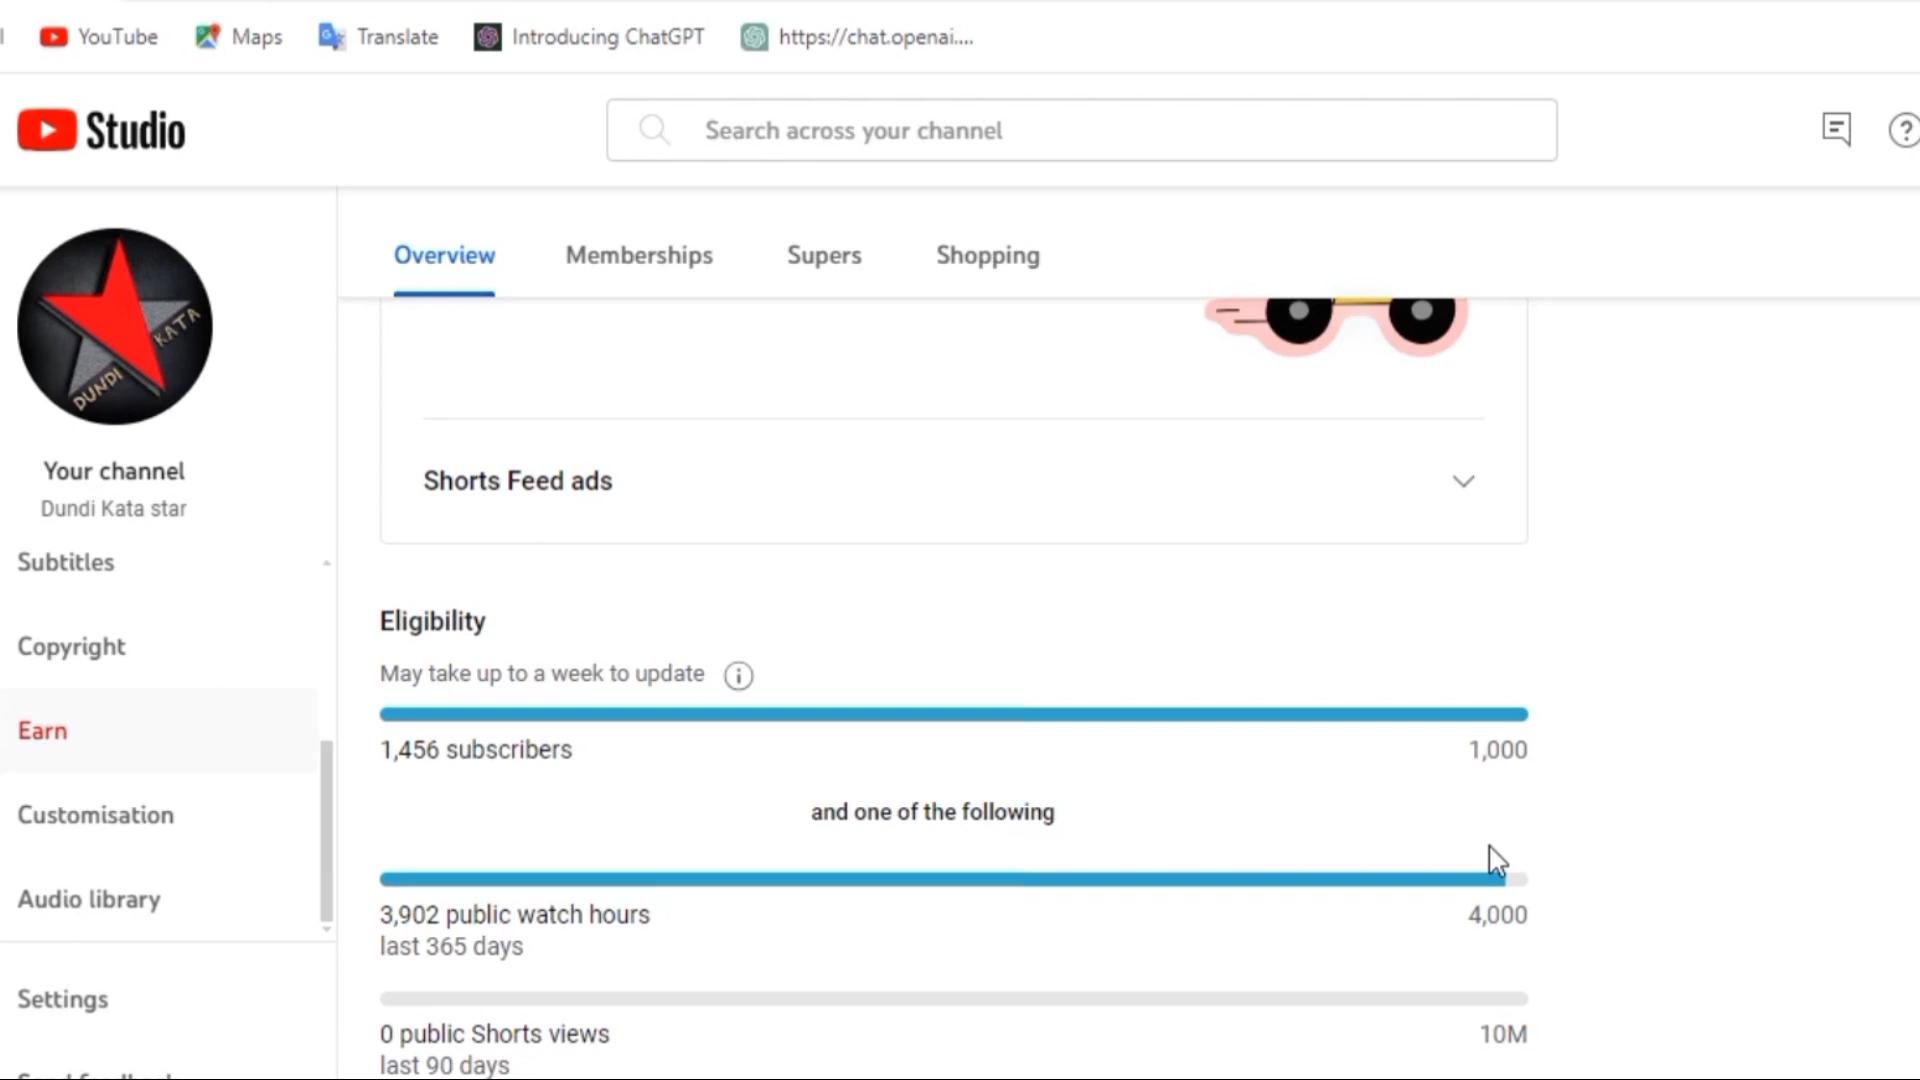 YouTube
Maps
Translate
Introducing ChatGPT
https://chat.openai....
Studio
Search across your channel
Overview
Memberships
Supers
Shopping
DUNDI
KATA
Your channel
Dundi Kata star
Subtitles
Copyright
Earn
Customisation
Audio library
Settings
Shorts Feed ads
Eligibility
May take up to a week to update
1,456 subscribers
1,000
and one of the following
3,902 public watch hours
4,000
last 365 days
0 public Shorts views
10M
last 90 days